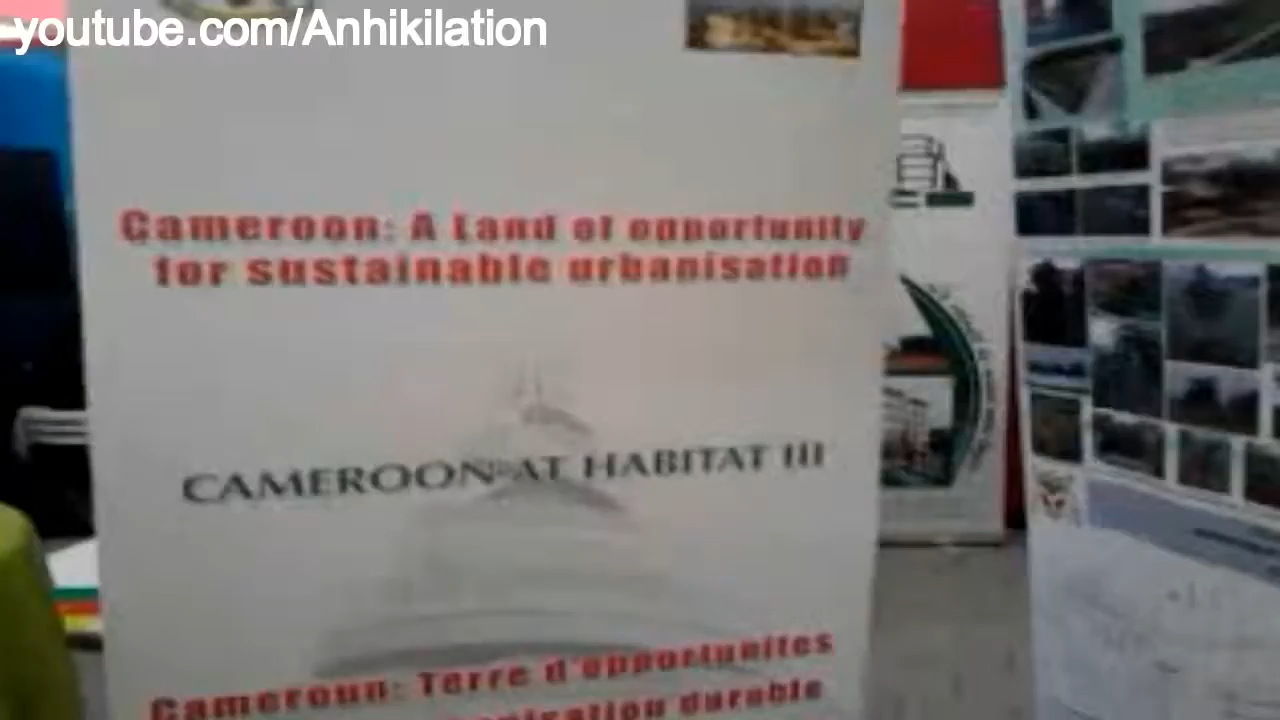 youtube.com/Anhikilation
Cameroon: A Land of opportunity
for sustainable urbanisation
CAMEROON AT HABITAT III
Cameroun: Terre d'opportunites
durable